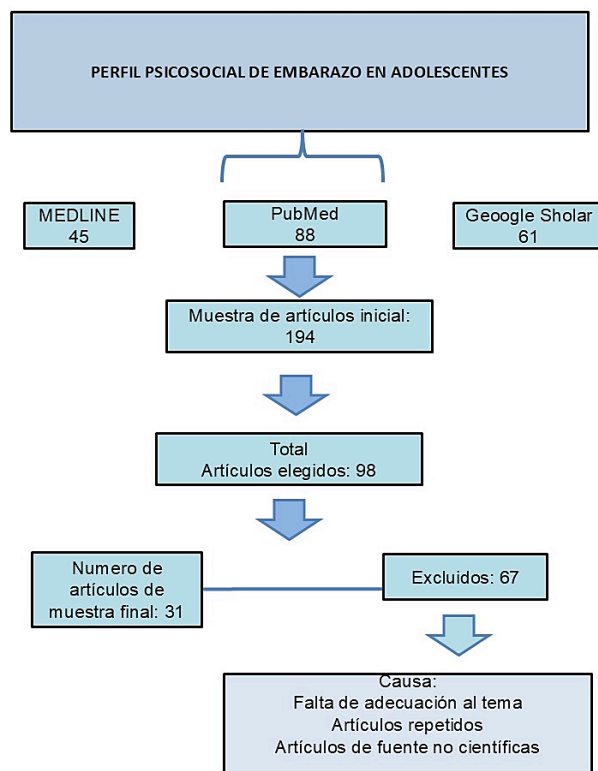 PERFIL PSICOSOCIAL DE EMBARAZO EN ADOLESCENTES
MEDLINE
45
PubMed
88
Geoogle Sholar
61
Muestra de artículos inicial:
194
Total
Artículos elegidos: 98
Numero de
artículos de
muestra final: 31
Excluidos: 67
Causa:
Falta de adecuación al tema
Artículos repetidos
Artículos de fuente no científicas